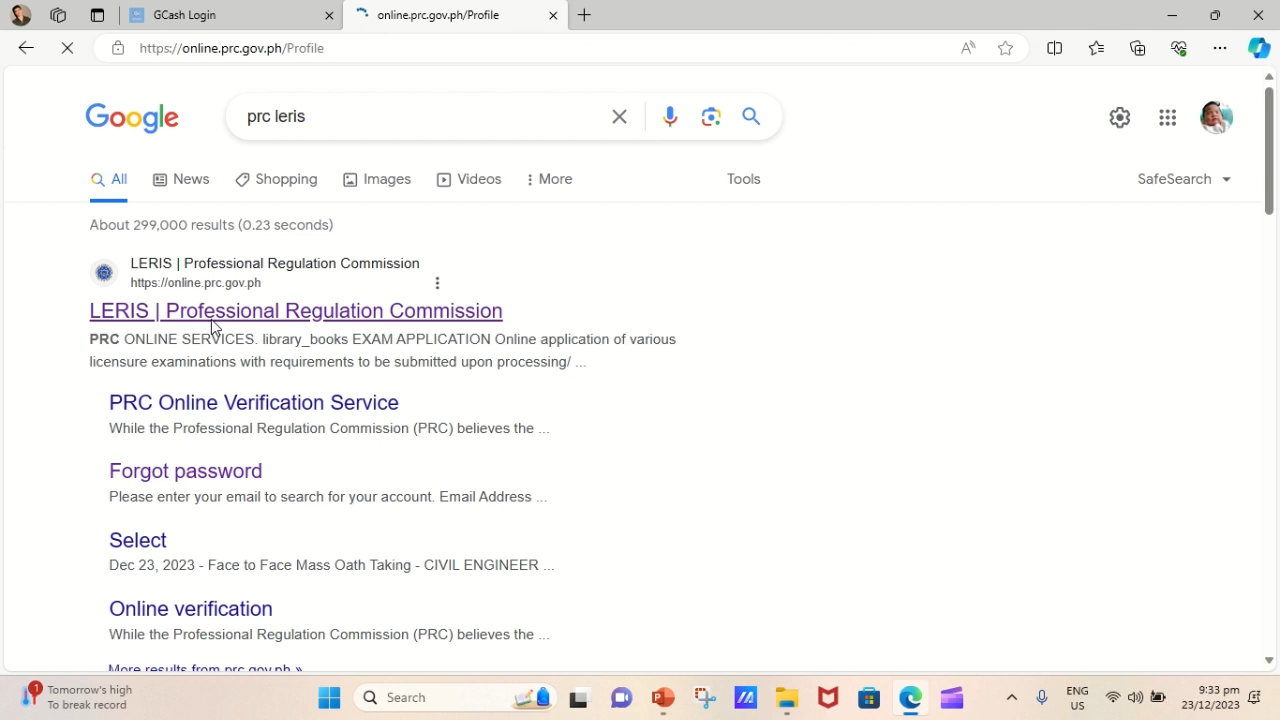 GCash Login
online.prc.gov.ph/Profile
https://online.prc.gov.ph/Profile
Google
prc leris
All
News
Shopping
Images
Videos
More
Tools
SafeSearch
About 299,000 results (0.23 seconds)
LERIS | Professional Regulation Commission
https://online.prc.gov.ph
LERIS | Professional Regulation Commission
PRC ONLINE SERVICES. library_books EXAM APPLICATION Online application of various
licensure examinations with requirements to be submitted upon processing/ ...
PRC Online Verification Service
While the Professional Regulation Commission (PRC) believes the ...
Forgot password
Please enter your email to search for your account. Email Address ...
Select
Dec 23, 2023 - Face to Face Mass Oath Taking - CIVIL ENGINEER ...
Online verification
While the Professional Regulation Commission (PRC) believes the ...
More results from prc.gov.ph »
1
Tomorrow's high
To break record
Search
ENG
US
9:33 pm
23/12/2023